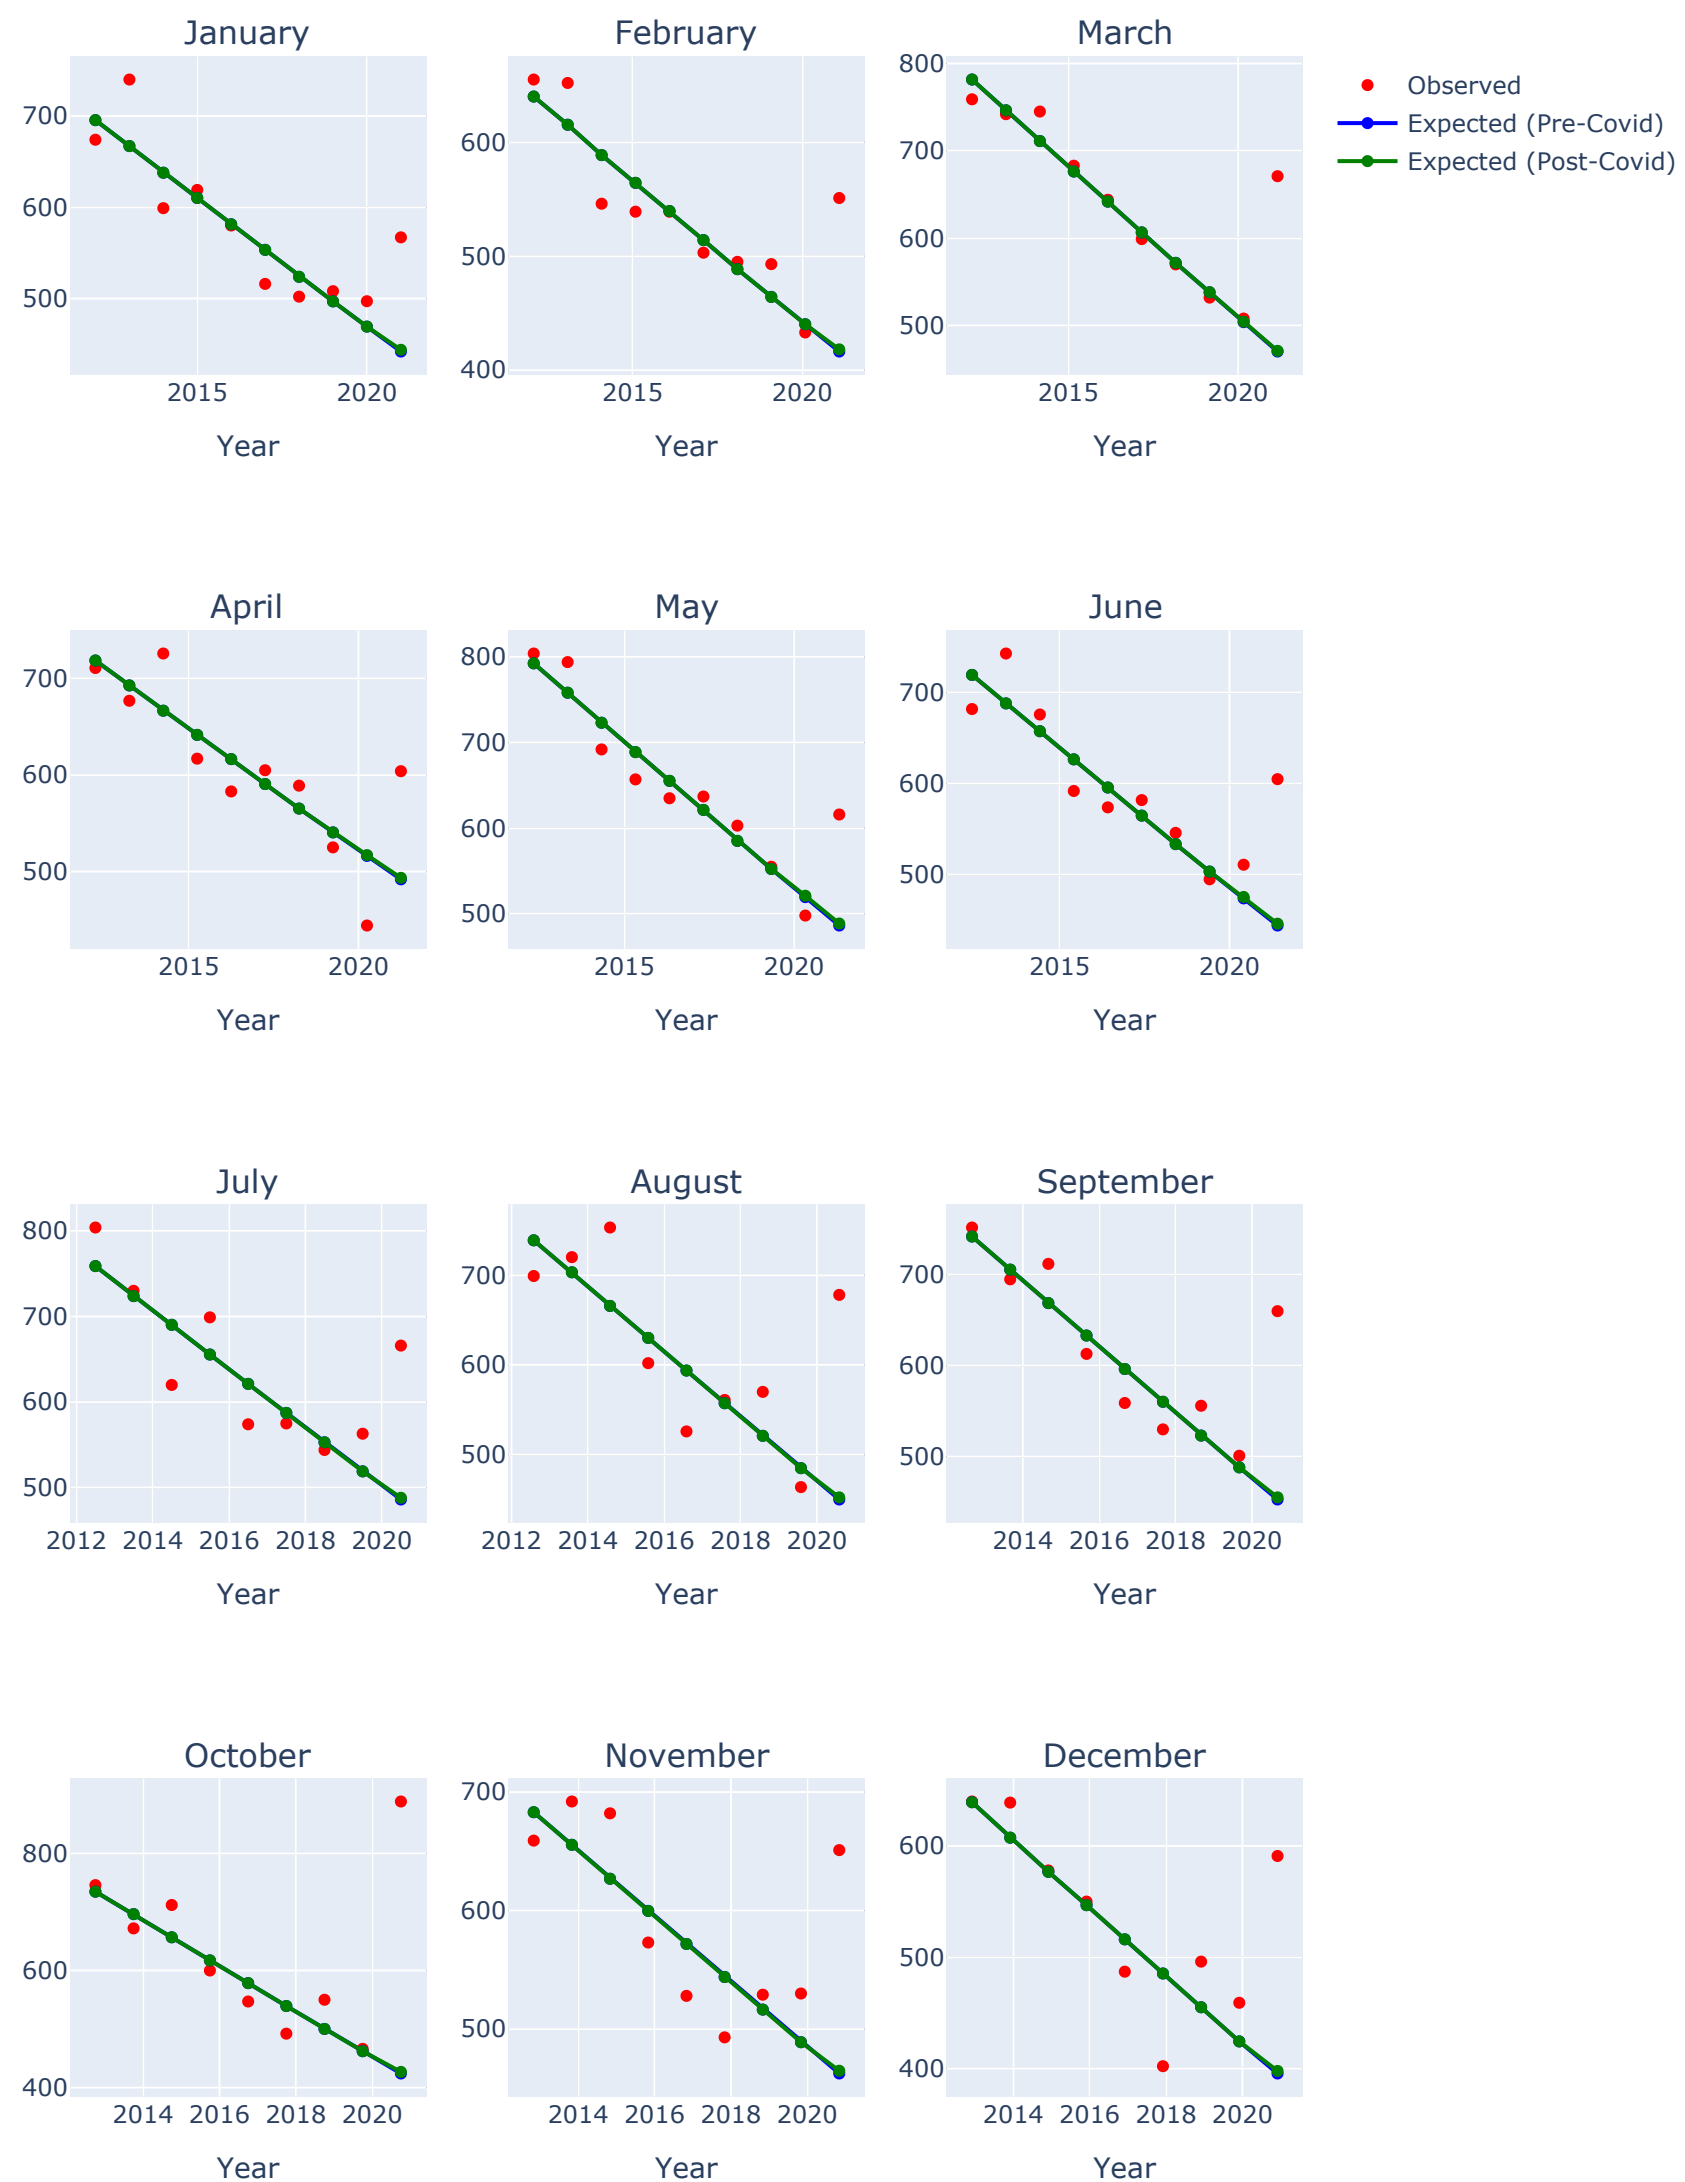 January
February
March
700
600
500
2015
2020
Year
600
500
400
2015
2020
Year
800
700
600
500
2015
2020
Year
Observed
Expected (Pre-Covid)
Expected (Post-Covid)
April
May
June
700
600
500
2015
2020
Year
800
700
600
500
2015
2020
Year
700
600
500
2015
2020
Year
July
August
September
800
700
600
500
2012 2014 2016 2018 2020
Year
700
600
500
2012 2014 2016 2018 2020
Year
700
600
500
2014 2016 2018 2020
Year
October
November
December
800
600
400
2014 2016 2018 2020
Year
700
600
500
2014 2016 2018 2020
Year
600
500
400
2014 2016 2018 2020
Year